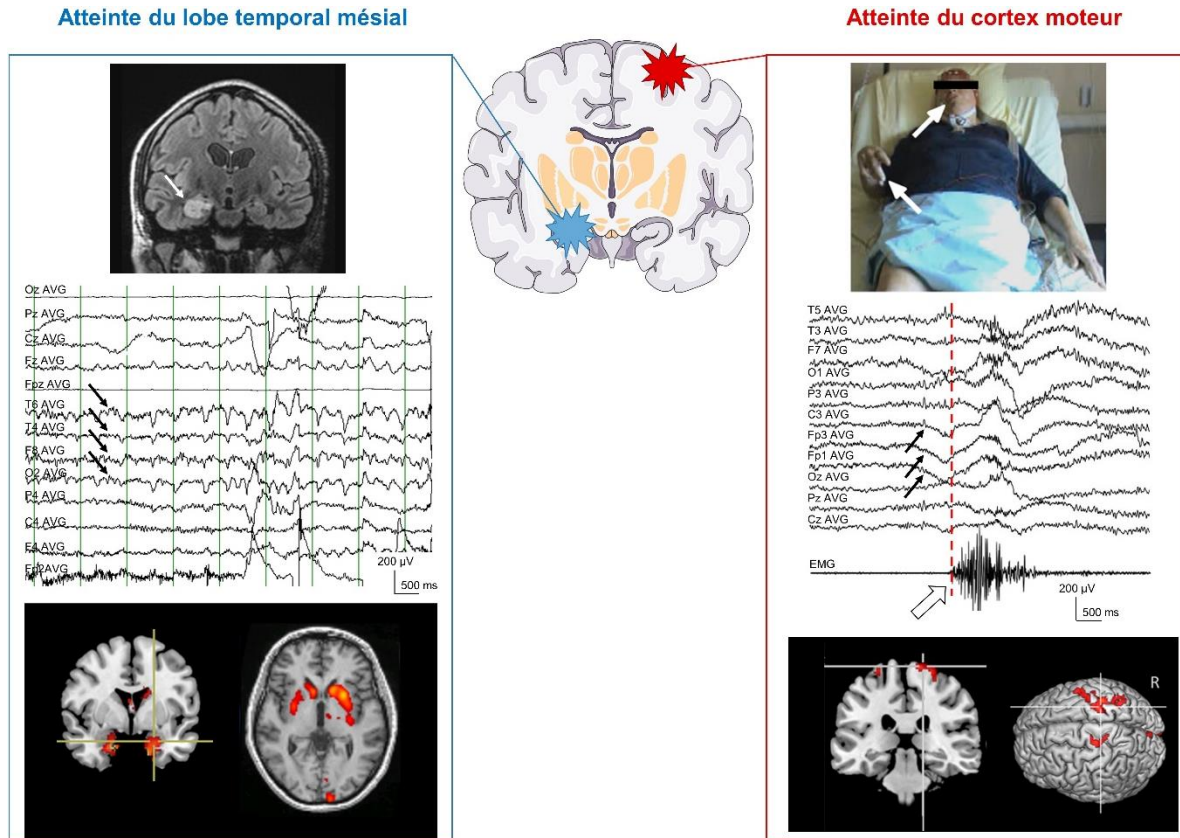 Atteinte du lobe temporal mésial
Atteinte du cortex moteur
Oz AVG
Pz AVG
Cz AVG
Fz AVG
Fpz AVG
T6 AVG
T4 AVG
F8 AVG
O2 AVG
P4 AVG
C4 AVG
F4 AVG
Fp2AVG
200 µV
500 ms
T5 AVG
T3 AVG
F7 AVG
O1 AVG
P3 AVG
C3 AVG
Fp3 AVG
Fp1 AVG
Oz AVG
Pz AVG
Cz AVG
EMG
200 µV
500 ms
R